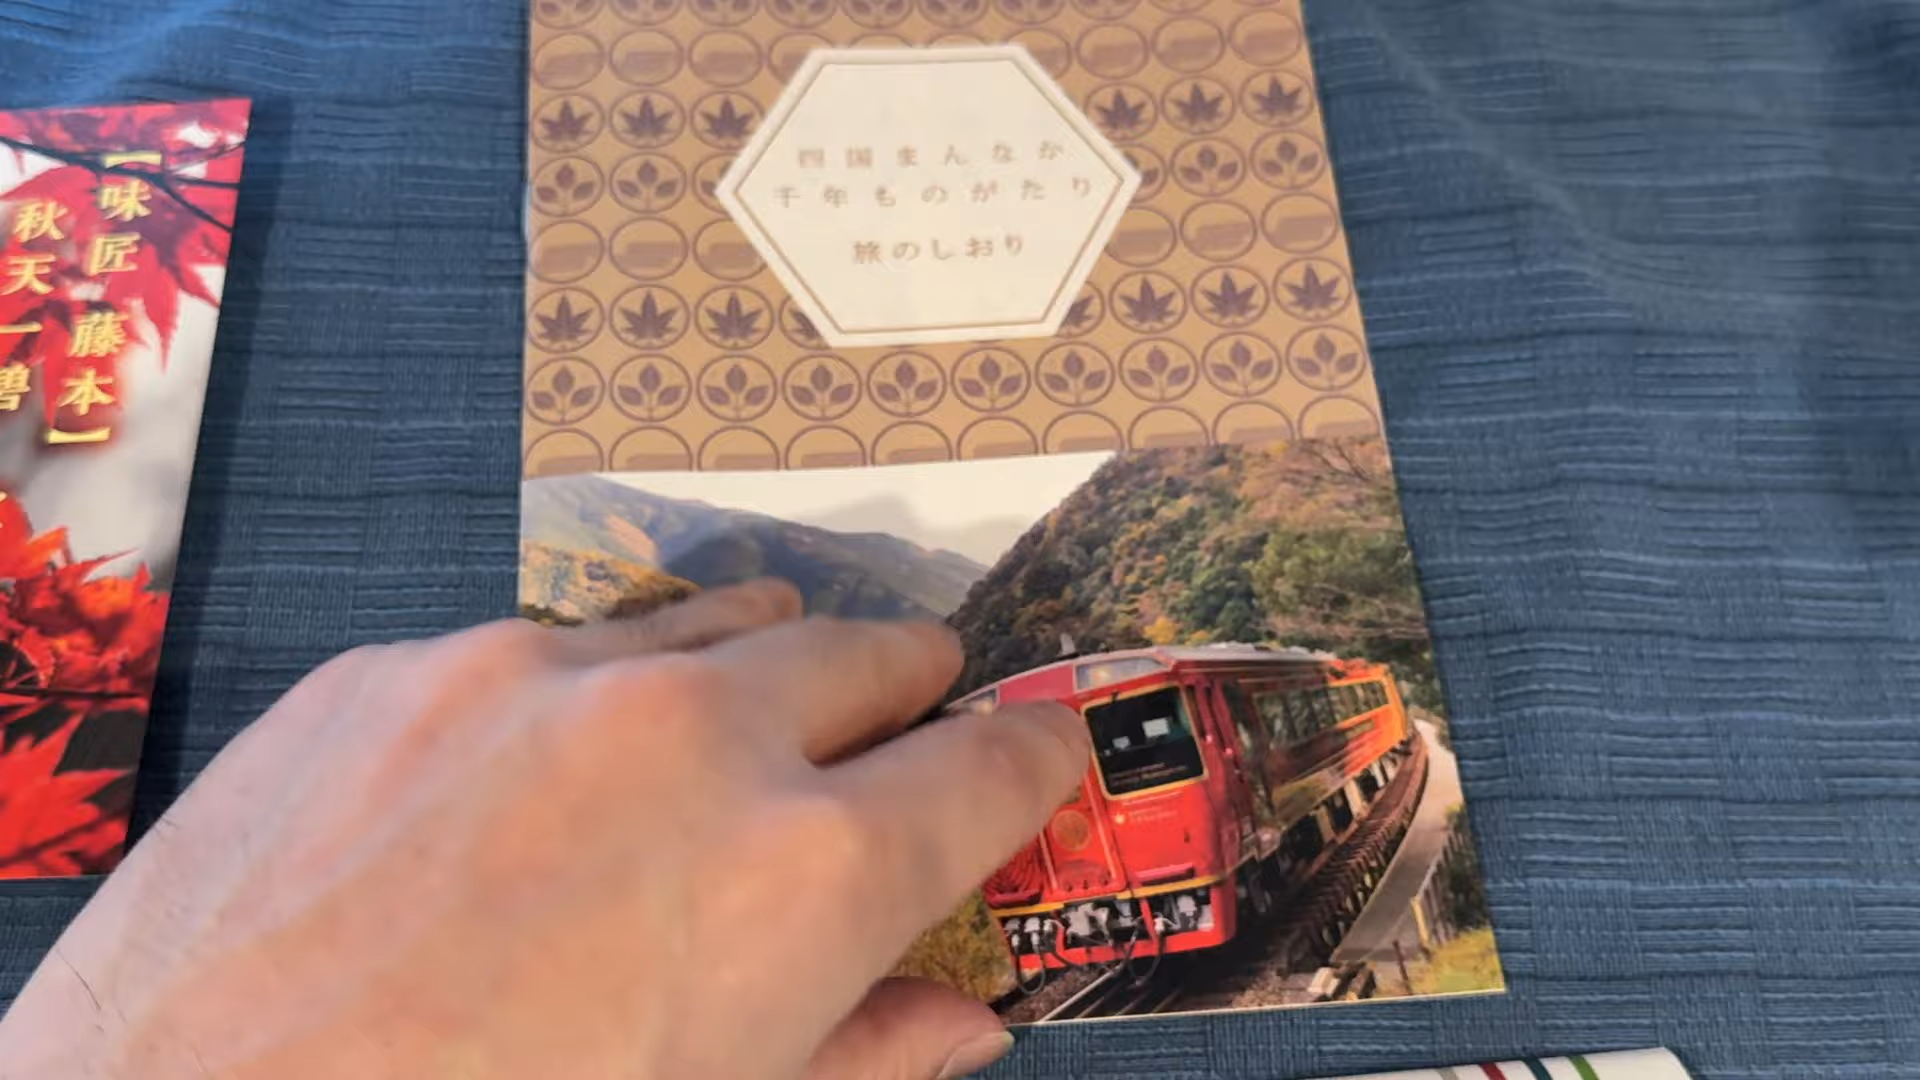 四国まんなか
千年ものがたり
旅のしおり
【味匠 藤本】
秋天一碧